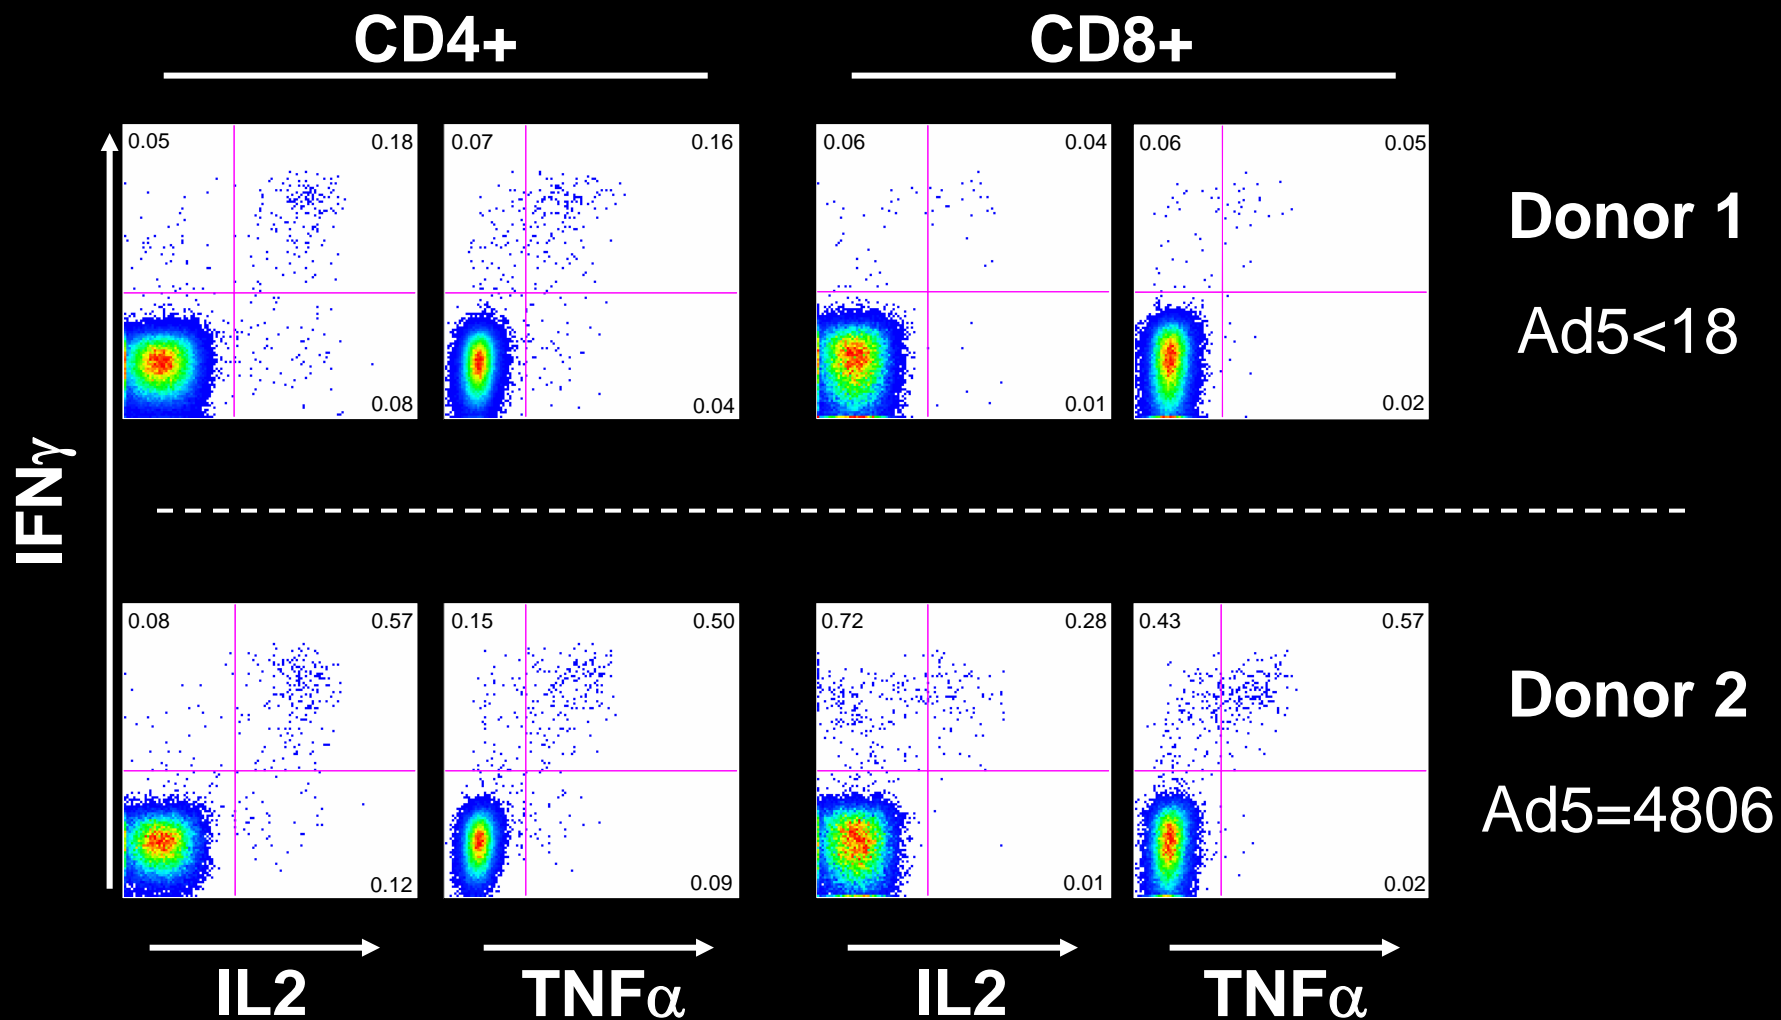 CD4+ CD8+
0.05 0.18 0.07 0.16 0.06 0.04 0.06 0.05
Donor 1
Ad5<18
0.08 0.04 0.01 0.02
IFNγ
0.08 0.57 0.15 0.50 0.72 0.28 0.43 0.57
Donor 2
Ad5=4806
0.12 0.09 0.01 0.02
IL2 TNFα IL2 TNFα